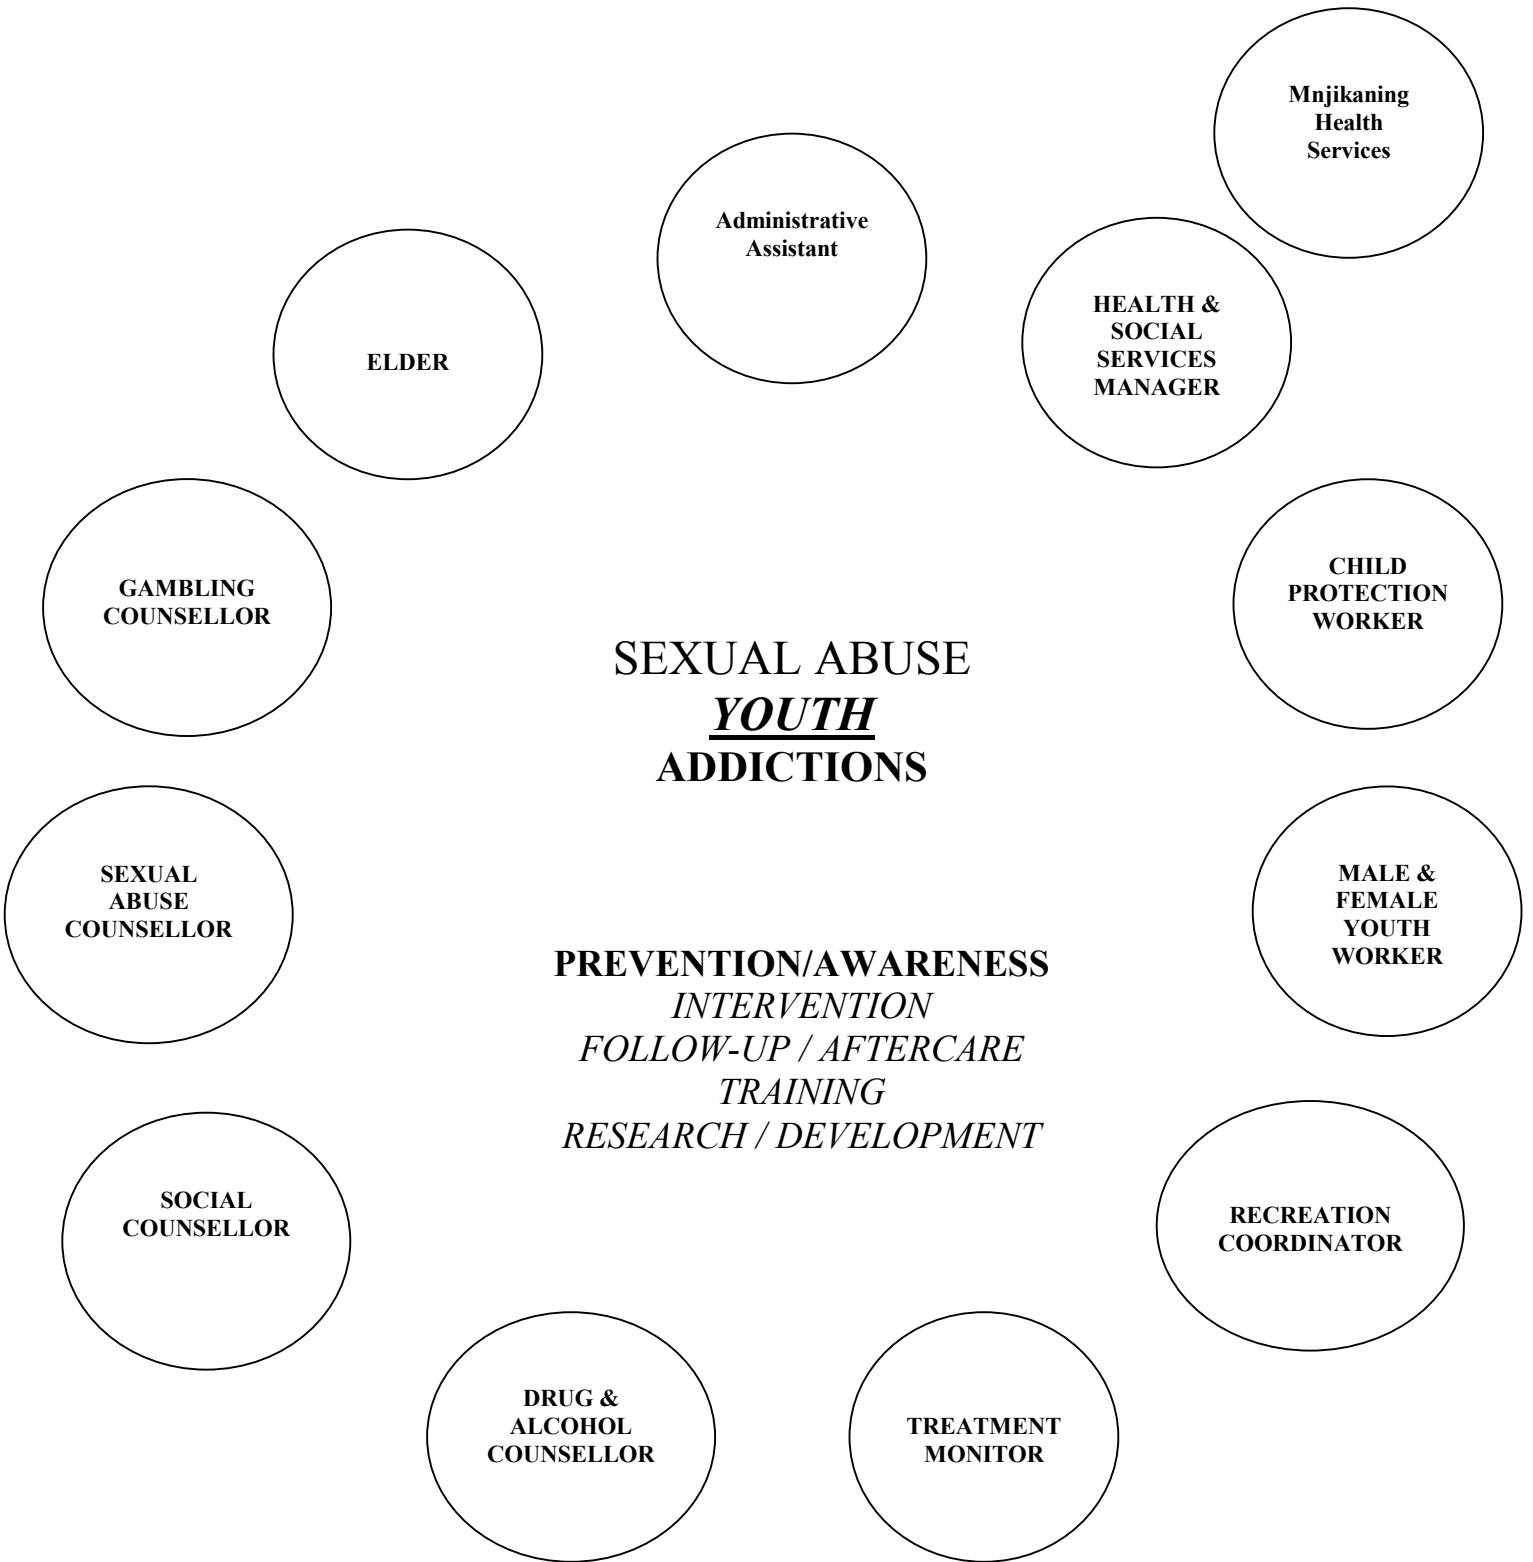 Mnjikaning
Health
Services
Administrative
Assistant
HEALTH &
SOCIAL
SERVICES
MANAGER
ELDER
CHILD
PROTECTION
WORKER
GAMBLING
COUNSELLOR
SEXUAL ABUSE
YOUTH
ADDICTIONS
SEXUAL
ABUSE
COUNSELLOR
MALE &
FEMALE
YOUTH
WORKER
PREVENTION/AWARENESS
INTERVENTION
FOLLOW-UP / AFTERCARE
TRAINING
RESEARCH / DEVELOPMENT
SOCIAL
COUNSELLOR
RECREATION
COORDINATOR
DRUG &
ALCOHOL
COUNSELLOR
TREATMENT
MONITOR